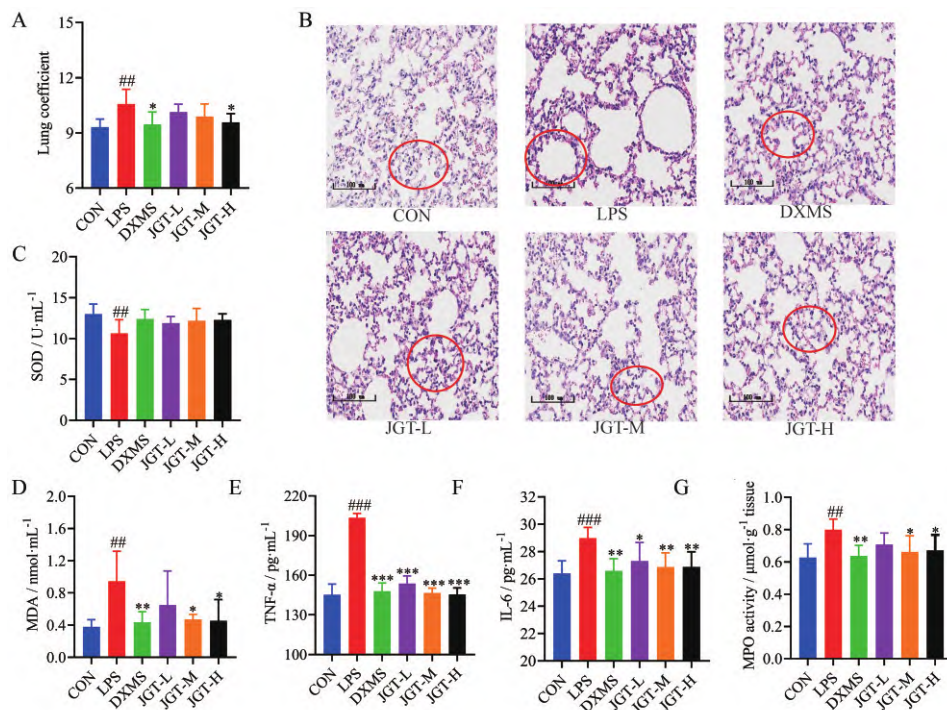 A
Lung coefficient
12
11
9
6
##
*
*
CON
LPS
DXMS
JGT-L
JGT-M
JGT-H
B
100 um
CON
LPS
DXMS
JGT-L
JGT-M
JGT-H
C
SOD / U·mL⁻¹
20
15
10
5
0
##
CON
LPS
DXMS
JGT-L
JGT-M
JGT-H
D
MDA / nmol·mL⁻¹
2.0
1.6
1.2
0.8
0.4
0.0
##
**
*
*
CON
LPS
DXMS
JGT-L
JGT-M
JGT-H
E
TNF-α / pg·mL⁻¹
220
180
140
100
###
***
***
***
***
CON
LPS
DXMS
JGT-L
JGT-M
JGT-H
F
IL-6 / pg·mL⁻¹
30
28
26
24
22
20
###
**
*
**
**
CON
LPS
DXMS
JGT-L
JGT-M
JGT-H
G
MPO activity / μmol·g⁻¹ tissue
1.0
0.8
0.6
0.4
0.2
0.0
##
**
*
*
CON
LPS
DXMS
JGT-L
JGT-M
JGT-H